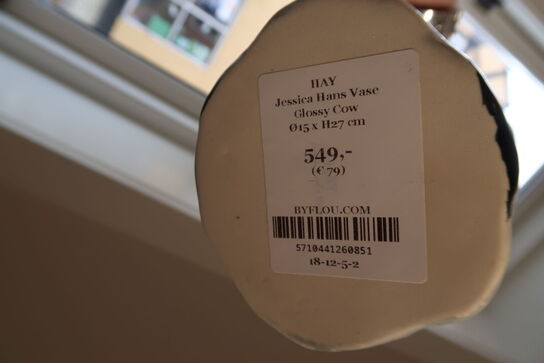 HAY
Jessica Hans Vase
Glossy Cow
Ø15 x H27 cm
549,-
(€ 79)
BYFLOU.COM
5710441260851
18-12-5-2